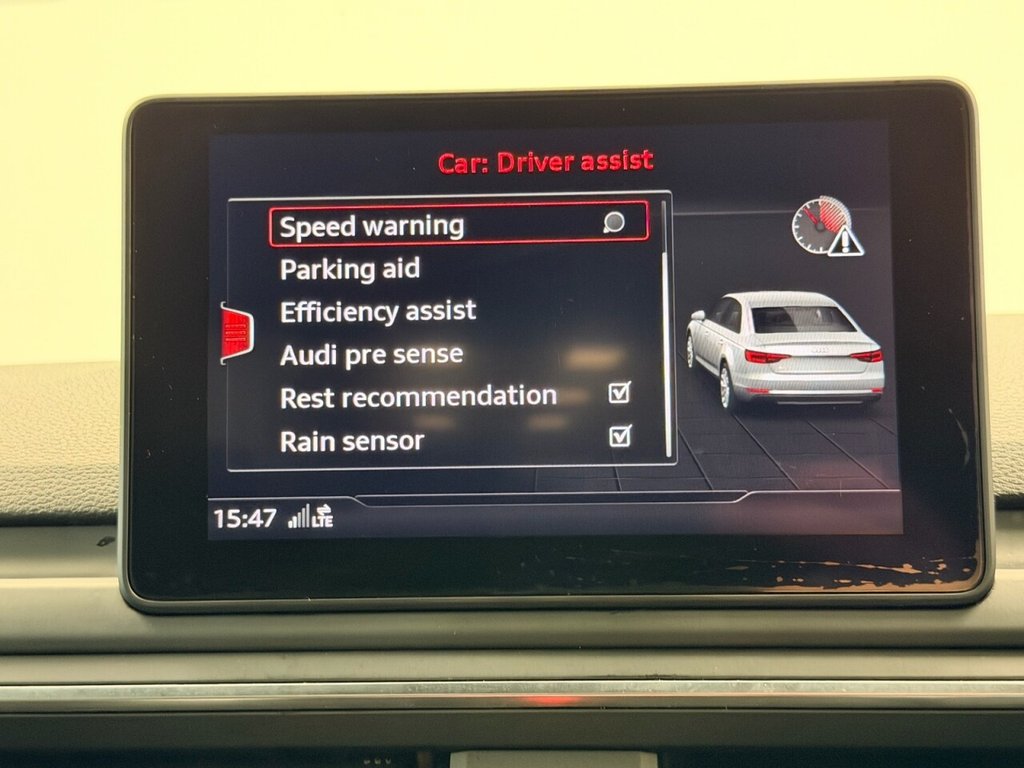 Car: Driver assist
Speed warning
Parking aid
Efficiency assist
Audi pre sense
Rest recommendation
Rain sensor
15:47 LTE